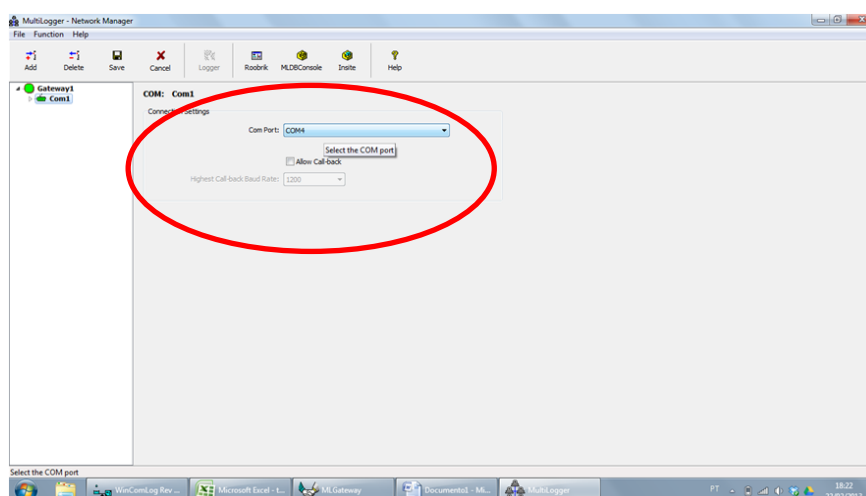 MultiLogger - Network Manager
File Function Help
Add Delete Save Cancel Logger Roobrik MLDBConsole Insite Help
Gateway1
Com1
COM: Com1
Connection Settings
Com Port: COM4
Select the COM port
Allow Call-back
Highest Call-back Baud Rate: 1200
Select the COM port
WinComLog Rev ... Microsoft Excel - t... MLGateway Documento1 - Mi... MultiLogger PT 18:22